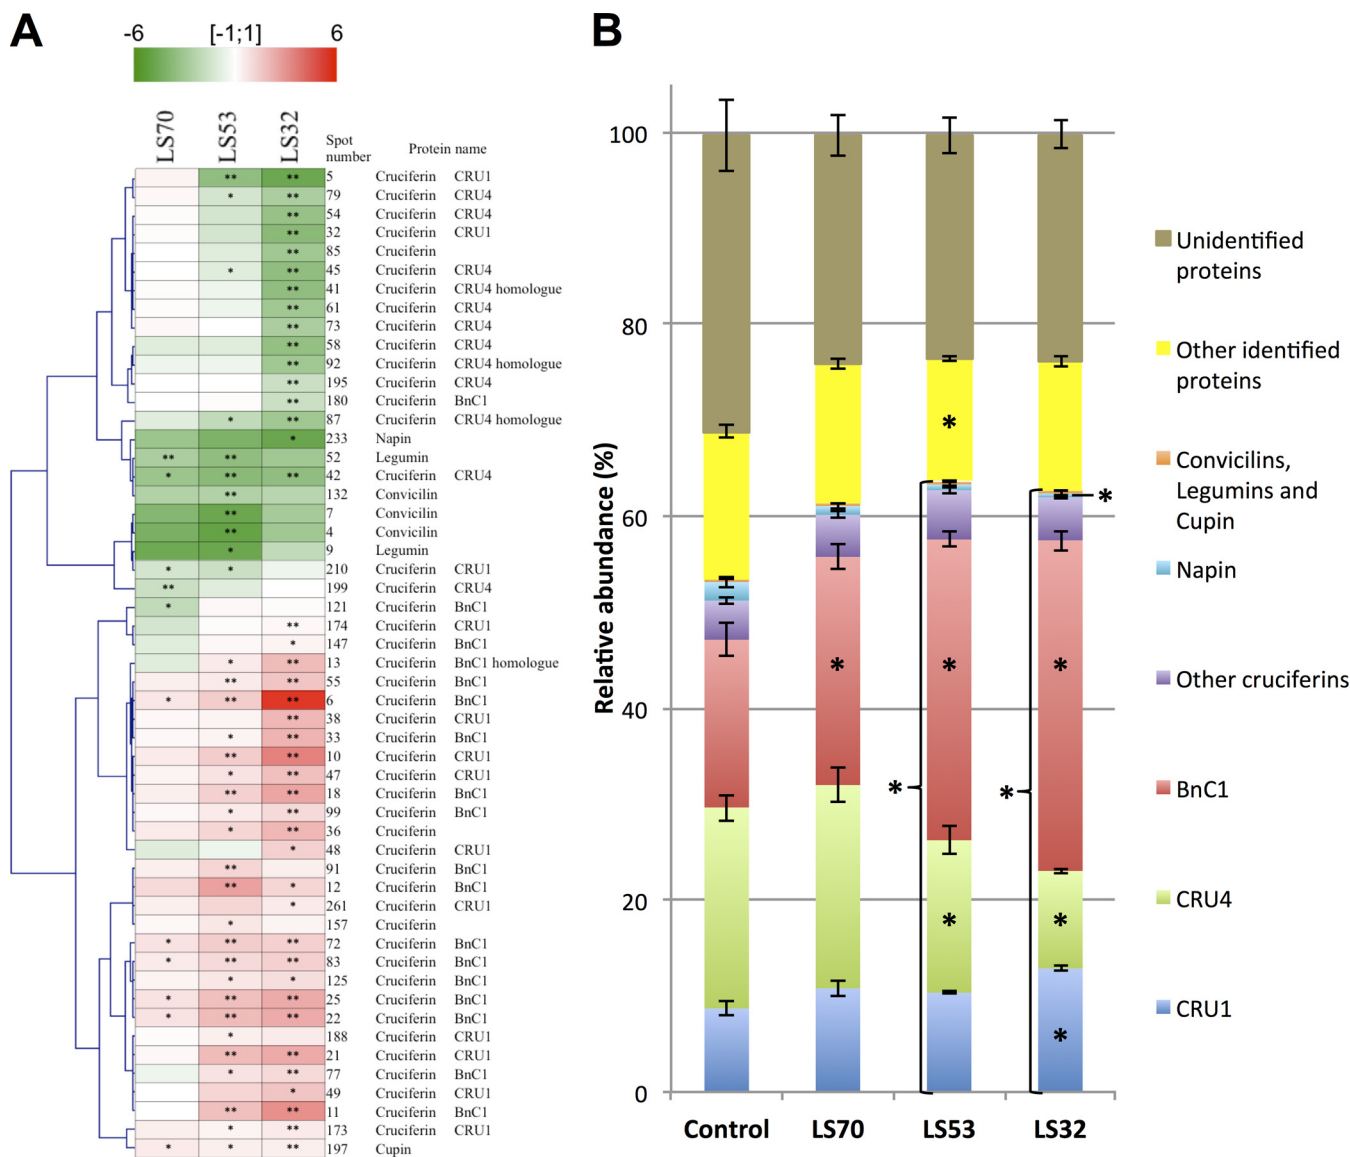 A
-6 [-1;1] 6
LS70 LS53 LS32 Spot number Protein name
** ** 5 Cruciferin CRU1
* ** 79 Cruciferin CRU4
** 54 Cruciferin CRU4
** 32 Cruciferin CRU1
** 85 Cruciferin
* ** 45 Cruciferin CRU4
** 41 Cruciferin CRU4 homologue
** 61 Cruciferin CRU4
** 73 Cruciferin CRU4
** 58 Cruciferin CRU4
** 92 Cruciferin CRU4 homologue
** 195 Cruciferin CRU4
** 180 Cruciferin BnC1
* ** 87 Cruciferin CRU4 homologue
* 233 Napin
** ** 52 Legumin
* ** ** 42 Cruciferin CRU4
** 132 Convicilin
** 7 Convicilin
** 4 Convicilin
* 9 Legumin
* * 210 Cruciferin CRU1
** 199 Cruciferin CRU4
* 121 Cruciferin BnC1
** 174 Cruciferin CRU1
* 147 Cruciferin BnC1
* ** 13 Cruciferin BnC1 homologue
** ** 55 Cruciferin BnC1
* ** ** 6 Cruciferin BnC1
** 38 Cruciferin CRU1
* ** 33 Cruciferin BnC1
** ** 10 Cruciferin CRU1
* ** 47 Cruciferin CRU1
** ** 18 Cruciferin BnC1
* ** 99 Cruciferin BnC1
* ** 36 Cruciferin
* 48 Cruciferin CRU1
** 91 Cruciferin BnC1
** * 12 Cruciferin BnC1
* 261 Cruciferin CRU1
* 157 Cruciferin
* ** ** 72 Cruciferin BnC1
* ** ** 83 Cruciferin BnC1
* * 125 Cruciferin BnC1
* ** ** 25 Cruciferin BnC1
* ** ** 22 Cruciferin BnC1
* 188 Cruciferin CRU1
** ** 21 Cruciferin CRU1
* ** 77 Cruciferin BnC1
* 49 Cruciferin CRU1
** ** 11 Cruciferin BnC1
* ** 173 Cruciferin CRU1
* * ** 197 Cupin
B
Relative abundance (%)
100
80
60
40
20
0
*
* *
* * *
* *
* *
*
Control LS70 LS53 LS32
Unidentified
proteins
Other identified
proteins
Convicilins,
Legumins and
Cupin
Napin
Other cruciferins
BnC1
CRU4
CRU1